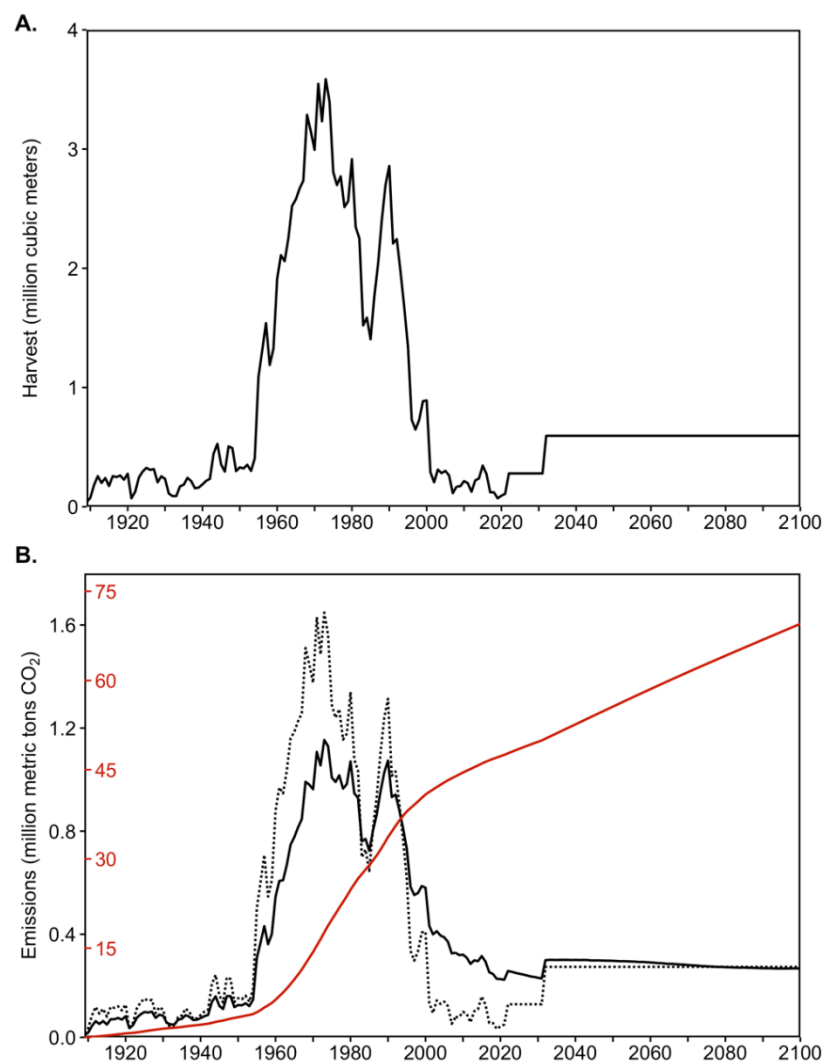 A.
4
3
2
1
0
Harvest (million cubic meters)
1920 1940 1960 1980 2000 2020 2040 2060 2080 2100
B.
75
1.6
60
1.2
45
0.8
30
0.4
15
0.0
Emissions (million metric tons CO₂)
1920 1940 1960 1980 2000 2020 2040 2060 2080 2100